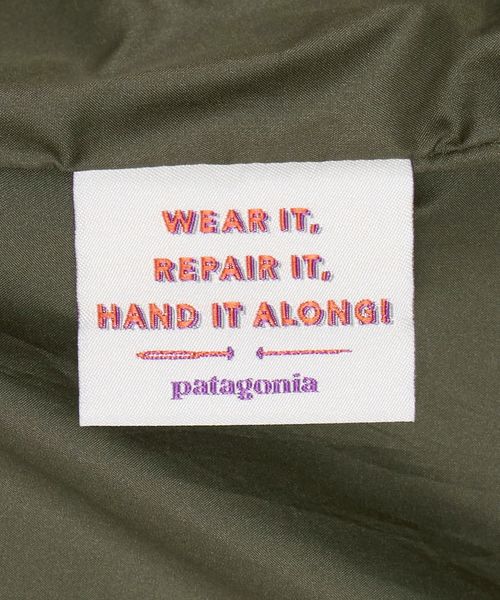 WEAR IT,
REPAIR IT,
HAND IT ALONG!
patagonia